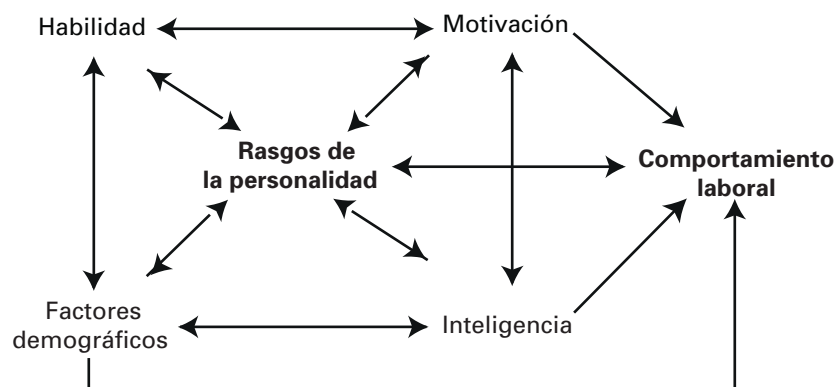 Habilidad
Motivación
Rasgos de
la personalidad
Comportamiento
laboral
Factores
demográficos
Inteligencia